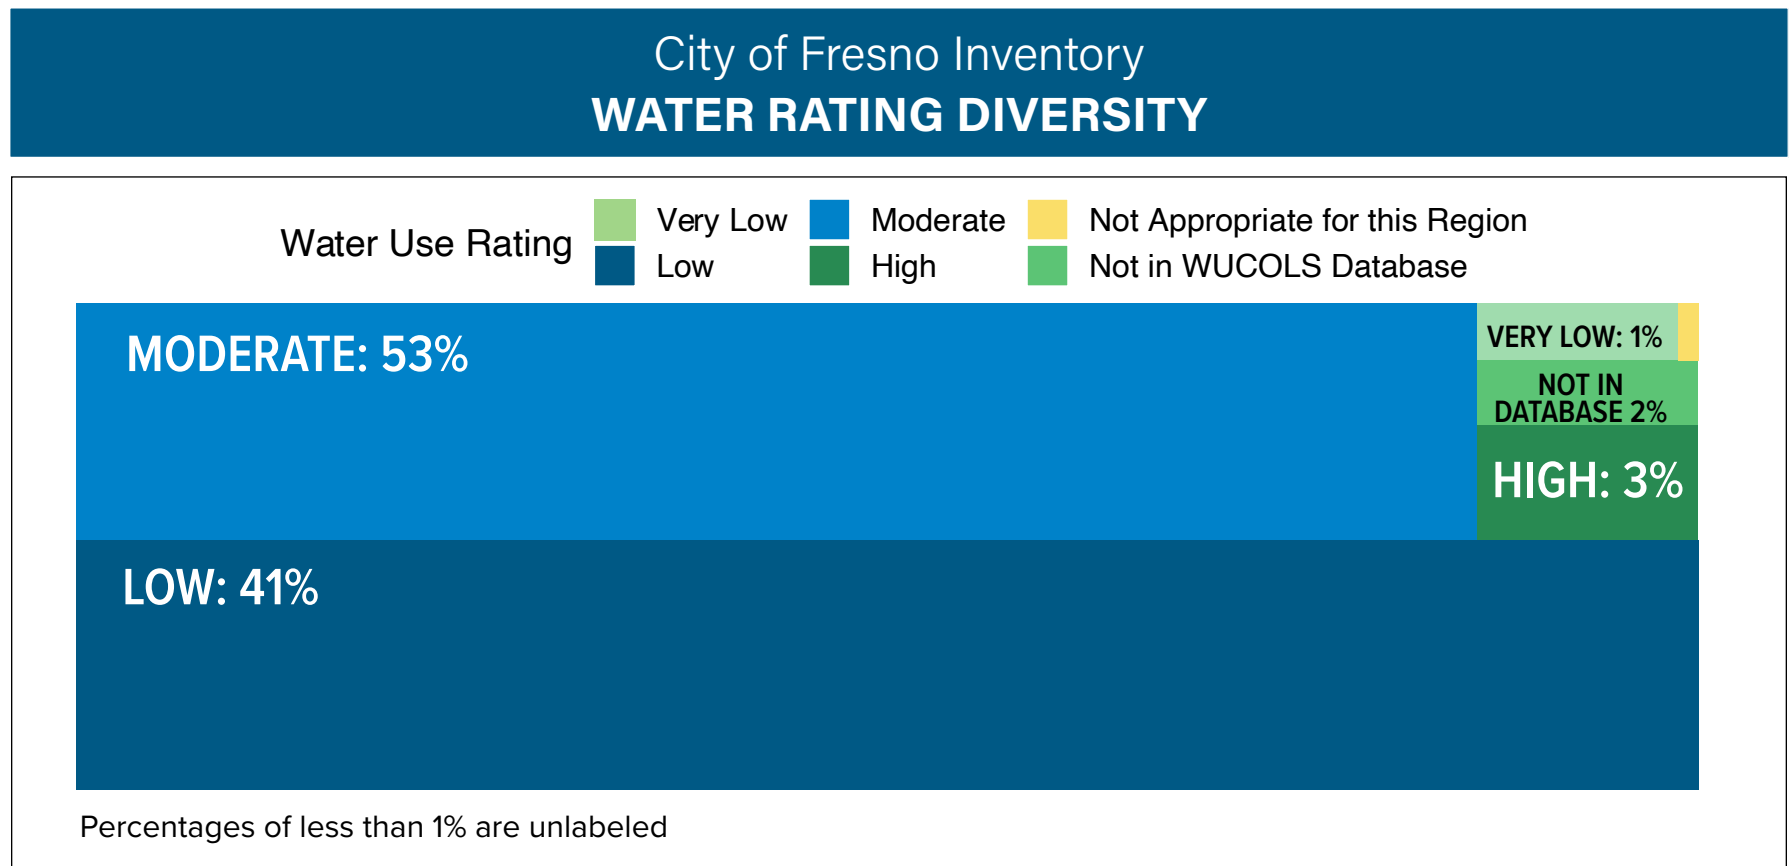 City of Fresno Inventory
WATER RATING DIVERSITY
Water Use Rating
Very Low
Moderate
Not Appropriate for this Region
Low
High
Not in WUCOLS Database
MODERATE: 53%
VERY LOW: 1%
NOT IN
DATABASE 2%
HIGH: 3%
LOW: 41%
Percentages of less than 1% are unlabeled